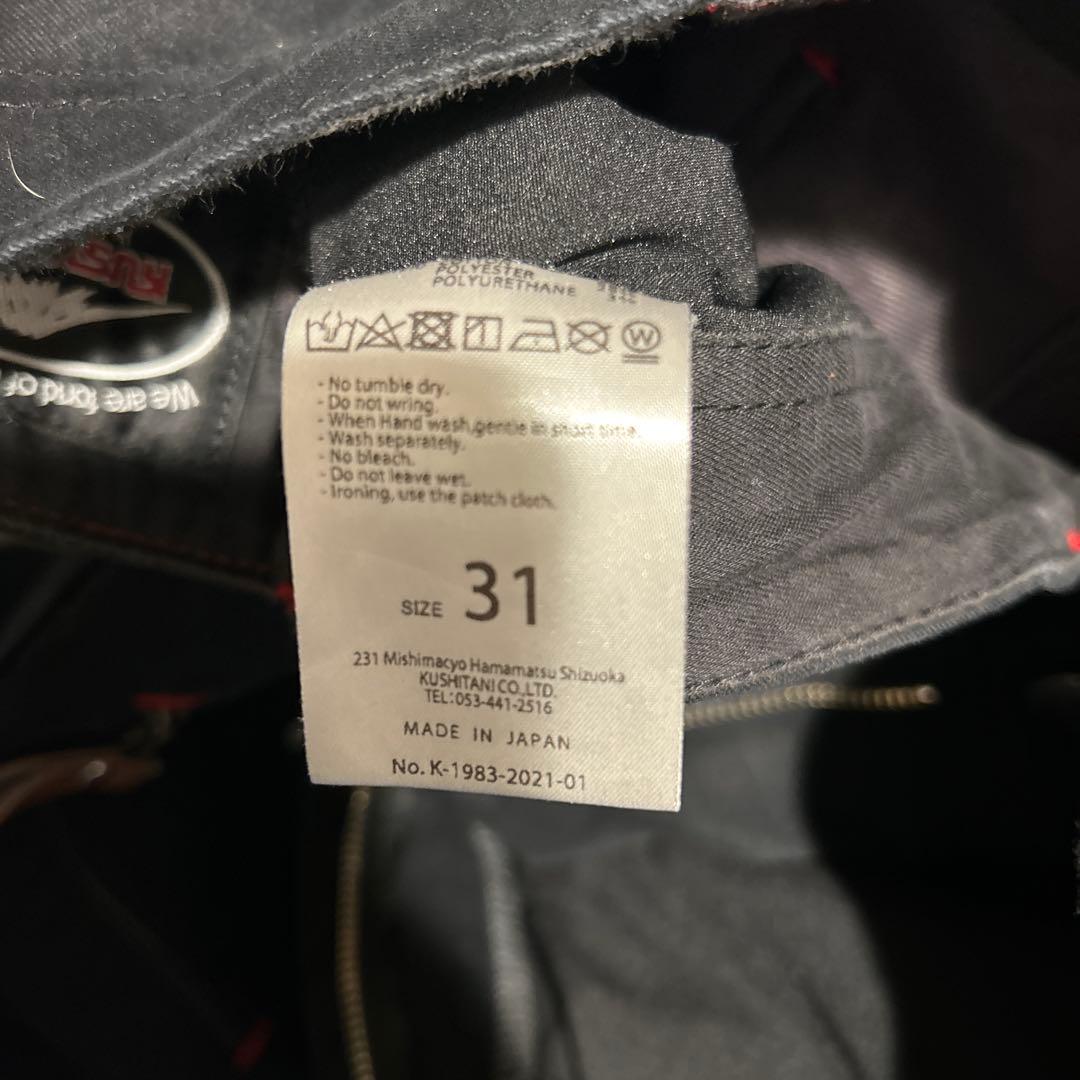 POLYESTER
POLYURETHANE
W
- No tumble dry.
- Do not wring.
- When Hand wash,gentle in short time.
- Wash separately.
- No bleach.
- Do not leave wet.
- Ironing, use the patch cloth.
SIZE 31
231 Mishimacyo Hamamatsu Shizuoka
KUSHITANI CO.,LTD.
TEL:053-441-2516
MADE IN JAPAN
No. K-1983-2021-01
KUS
We are fond of